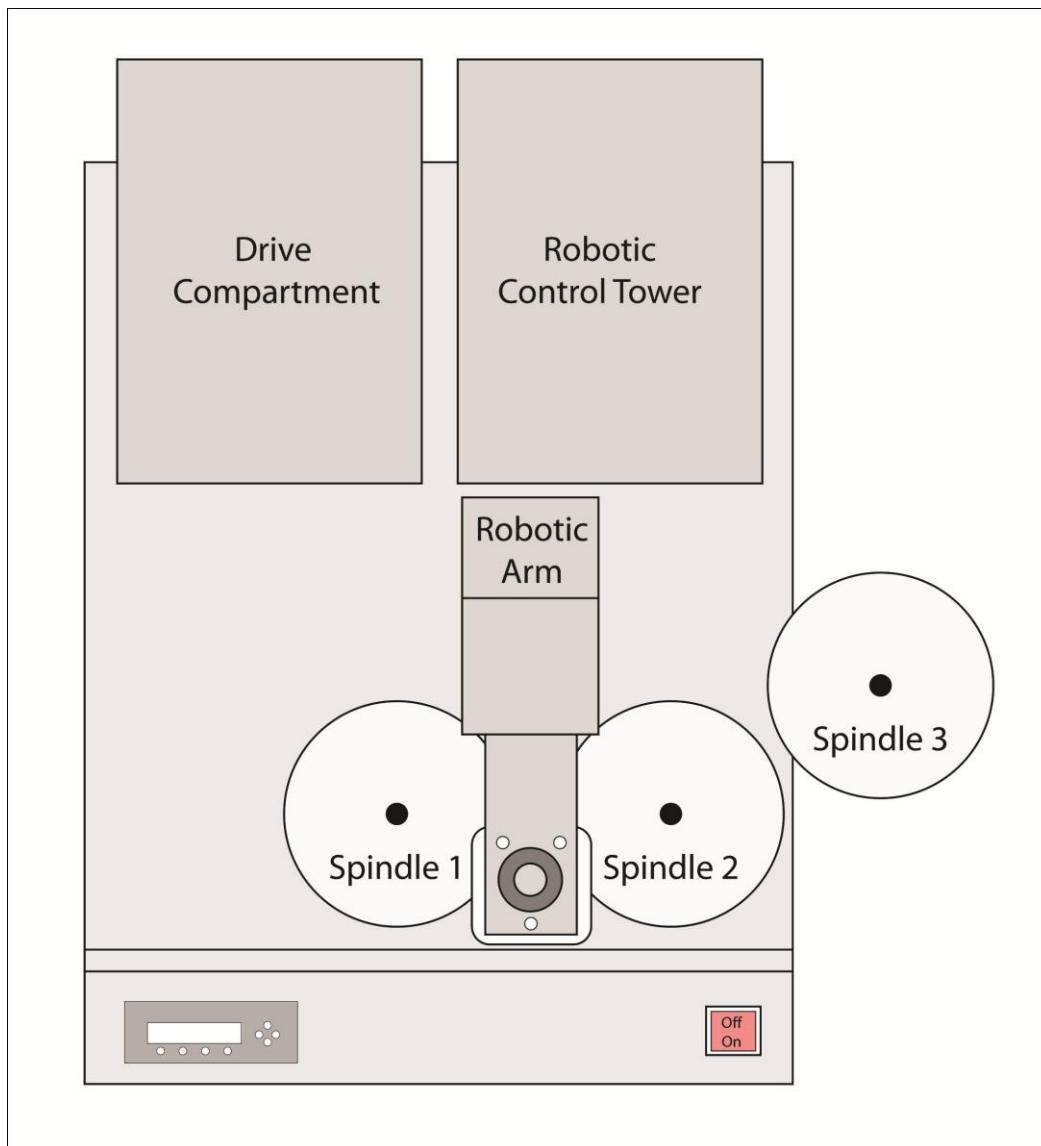 Drive
Compartment
Robotic
Control Tower
Robotic
Arm
Spindle 3
Spindle 1
Spindle 2
Off
On